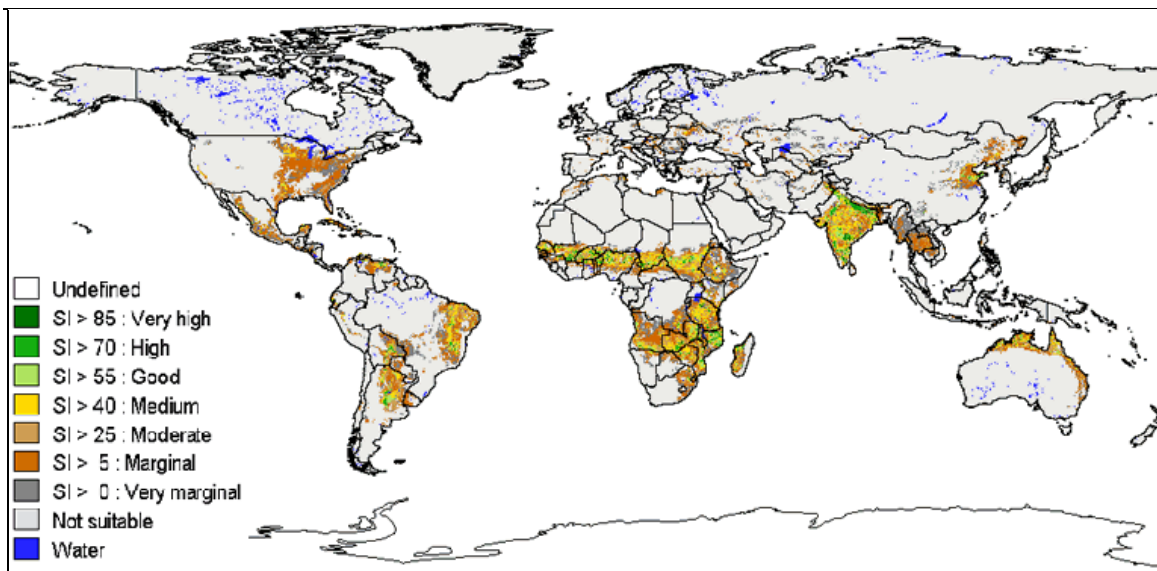 Undefined
SI > 85 : Very high
SI > 70 : High
SI > 55 : Good
SI > 40 : Medium
SI > 25 : Moderate
SI > 5 : Marginal
SI > 0 : Very marginal
Not suitable
Water